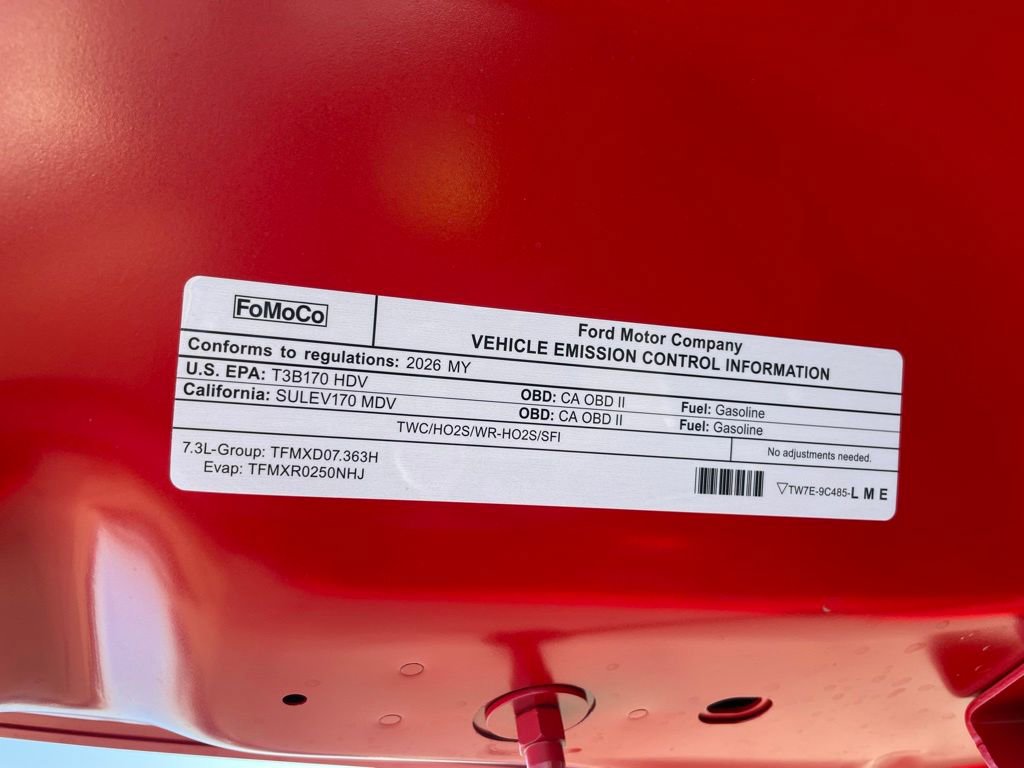 FoMoCo
Ford Motor Company
VEHICLE EMISSION CONTROL INFORMATION
Conforms to regulations: 2026 MY
U.S. EPA: T3B170 HDV OBD: CA OBD II Fuel: Gasoline
California: SULEV170 MDV OBD: CA OBD II Fuel: Gasoline
TWC/HO2S/WR-HO2S/SFI
7.3L-Group: TFMXD07.363H
Evap: TFMXR0250NHJ
No adjustments needed.
▽TW7E-9C485-L M E